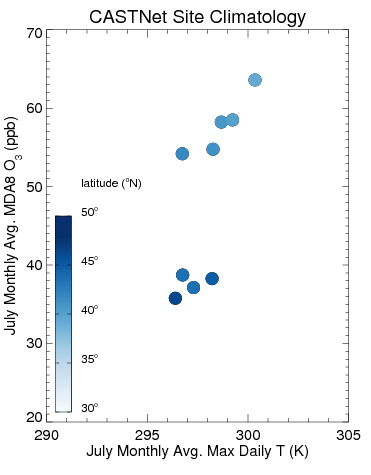 CASTNet Site Climatology
70
60
50
40
30
20
July Monthly Avg. MDA8 O3 (ppb)
latitude (°N)
50°
45°
40°
35°
30°
290 295 300 305
July Monthly Avg. Max Daily T (K)